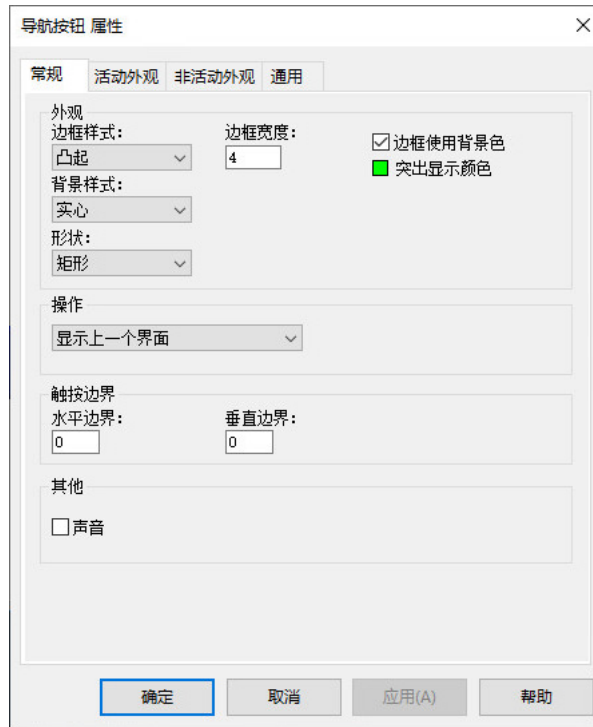 导航按钮 属性
常规 活动外观 非活动外观 通用
外观
边框样式: 边框宽度:
凸起 4 边框使用背景色
突出显示颜色
背景样式:
实心
形状:
矩形
操作
显示上一个界面
触按边界
水平边界: 垂直边界:
0 0
其他
声音
确定 取消 应用(A) 帮助